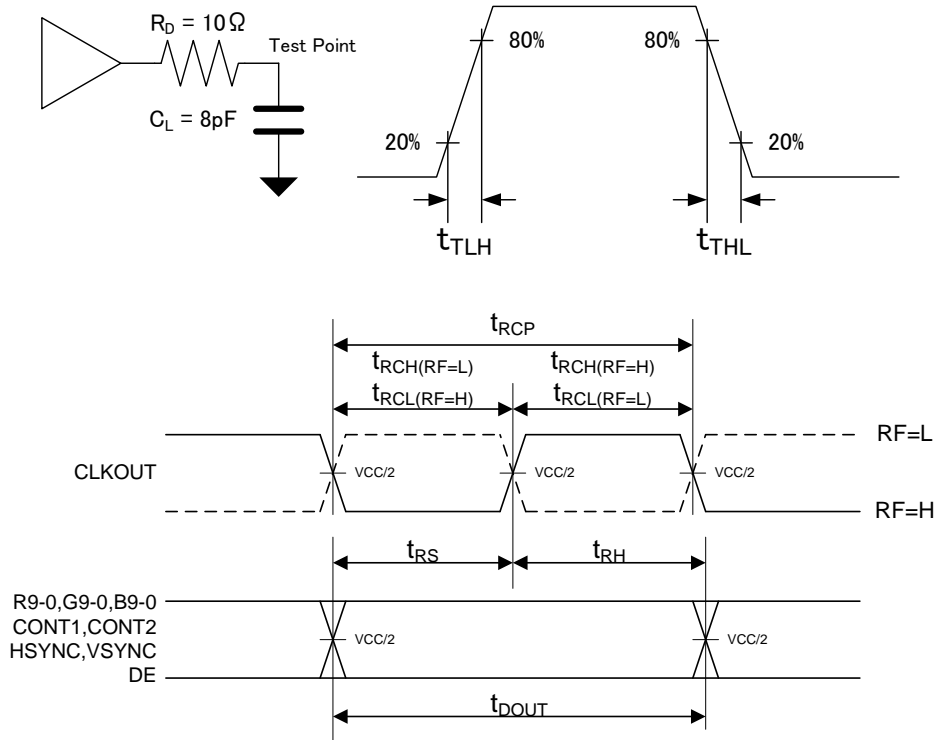 R_D = 10Ω
Test Point
C_L = 8pF
80%
80%
20%
20%
t_TLH
t_THL
t_RCP
t_RCH(RF=L)
t_RCH(RF=H)
t_RCL(RF=H)
t_RCL(RF=L)
RF=L
CLKOUT
VCC/2
VCC/2
VCC/2
RF=H
t_RS
t_RH
R9-0,G9-0,B9-0
CONT1,CONT2
VCC/2
VCC/2
HSYNC,VSYNC
DE
t_DOUT